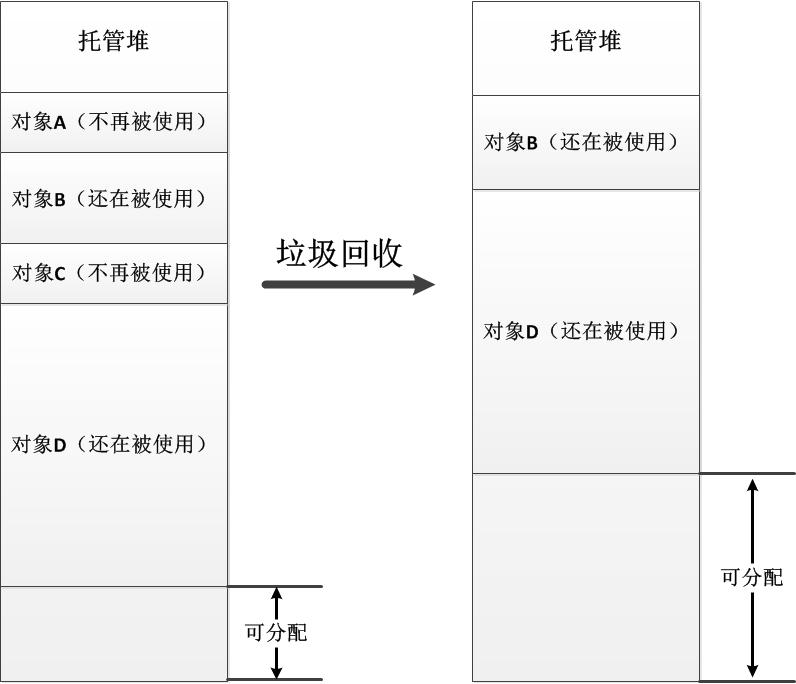 托管堆
对象A（不再被使用）
对象B（还在被使用）
对象C（不再被使用）
对象D（还在被使用）
可分配
垃圾回收
托管堆
对象B（还在被使用）
对象D（还在被使用）
可分配